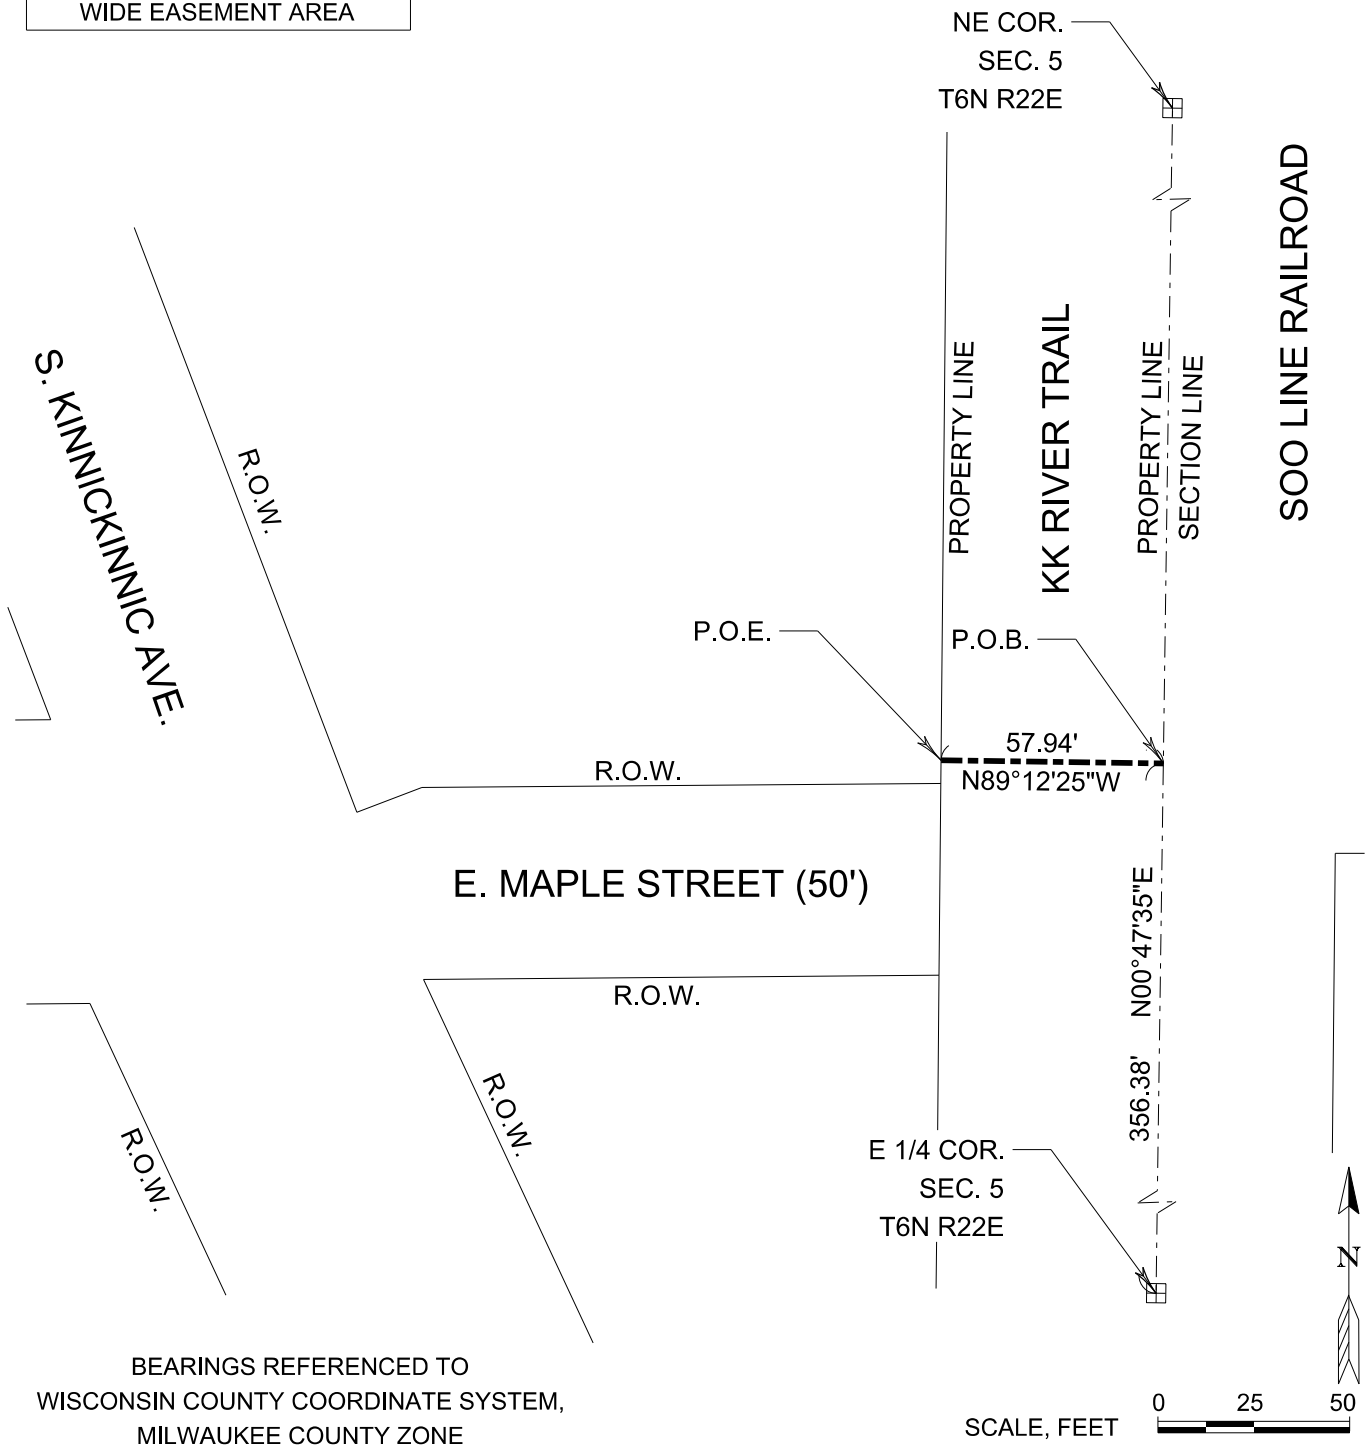 WIDE EASEMENT AREA
NE COR.
SEC. 5
T6N R22E
SOO LINE RAILROAD
S. KINNICKINNIC AVE.
R.O.W.
PROPERTY LINE
KK RIVER TRAIL
PROPERTY LINE
SECTION LINE
P.O.E.
P.O.B.
57.94'
N89°12'25"W
R.O.W.
E. MAPLE STREET (50')
N00°47'35"E
356.38'
R.O.W.
R.O.W.
R.O.W.
E 1/4 COR.
SEC. 5
T6N R22E
N
BEARINGS REFERENCED TO
WISCONSIN COUNTY COORDINATE SYSTEM,
MILWAUKEE COUNTY ZONE
0 25 50
SCALE, FEET